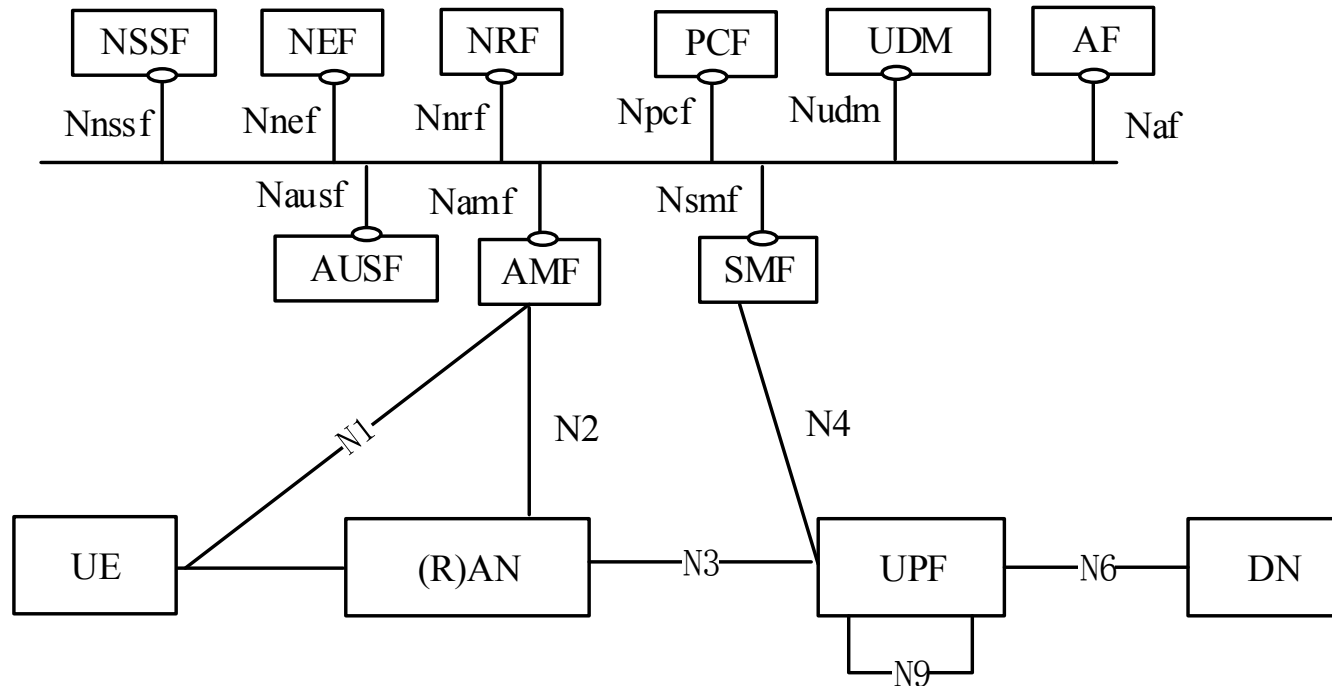 NSSF
NEF
NRF
PCF
UDM
AF
Nnssf
Nnef
Nnrf
Npcf
Nudm
Naf
Nausf
Namf
Nsmf
AUSF
AMF
SMF
N1
N2
N4
UE
(R)AN
N3
UPF
N6
DN
N9